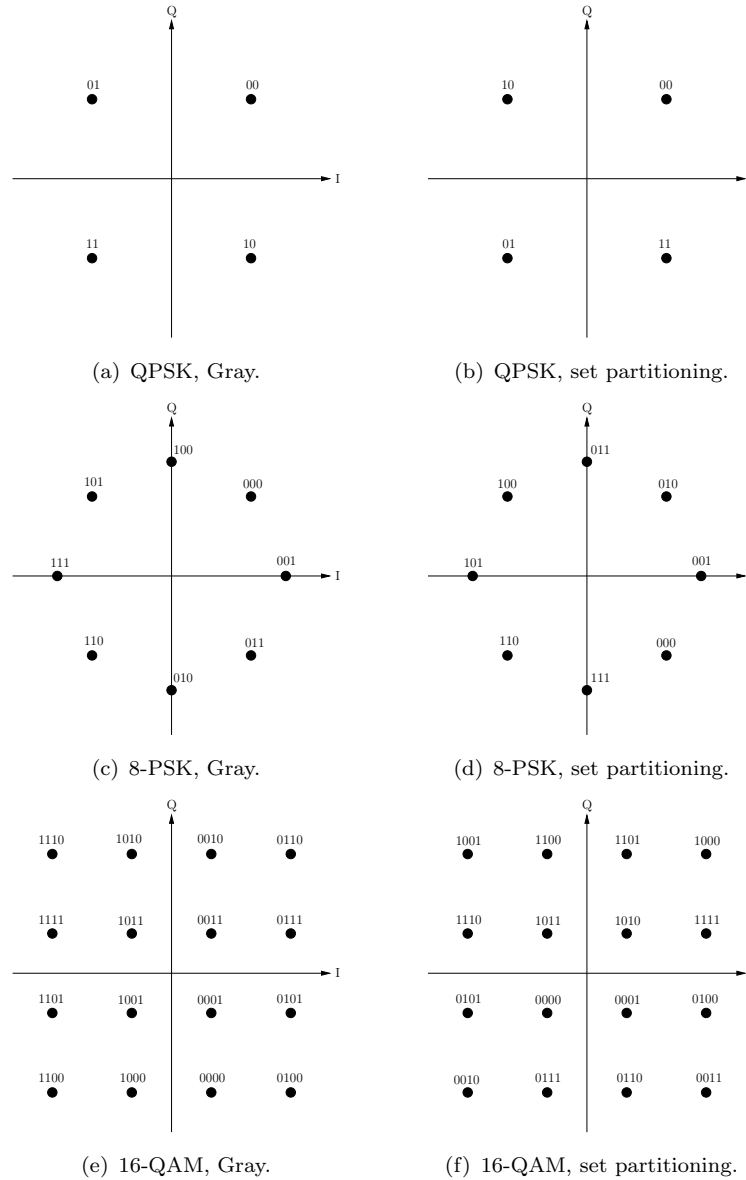 Q Q
01 00 10 00
I
11 10 01 11
(a) QPSK, Gray. (b) QPSK, set partitioning.
Q Q
100 011
101 000 100 010
111 001 101 001
I
110 011 110 000
010 111
(c) 8-PSK, Gray. (d) 8-PSK, set partitioning.
Q Q
1110 1010 0010 0110 1001 1100 1101 1000
1111 1011 0011 0111 1110 1011 1010 1111
I
1101 1001 0001 0101 0101 0000 0001 0100
1100 1000 0000 0100 0010 0111 0110 0011
(e) 16-QAM, Gray. (f) 16-QAM, set partitioning.